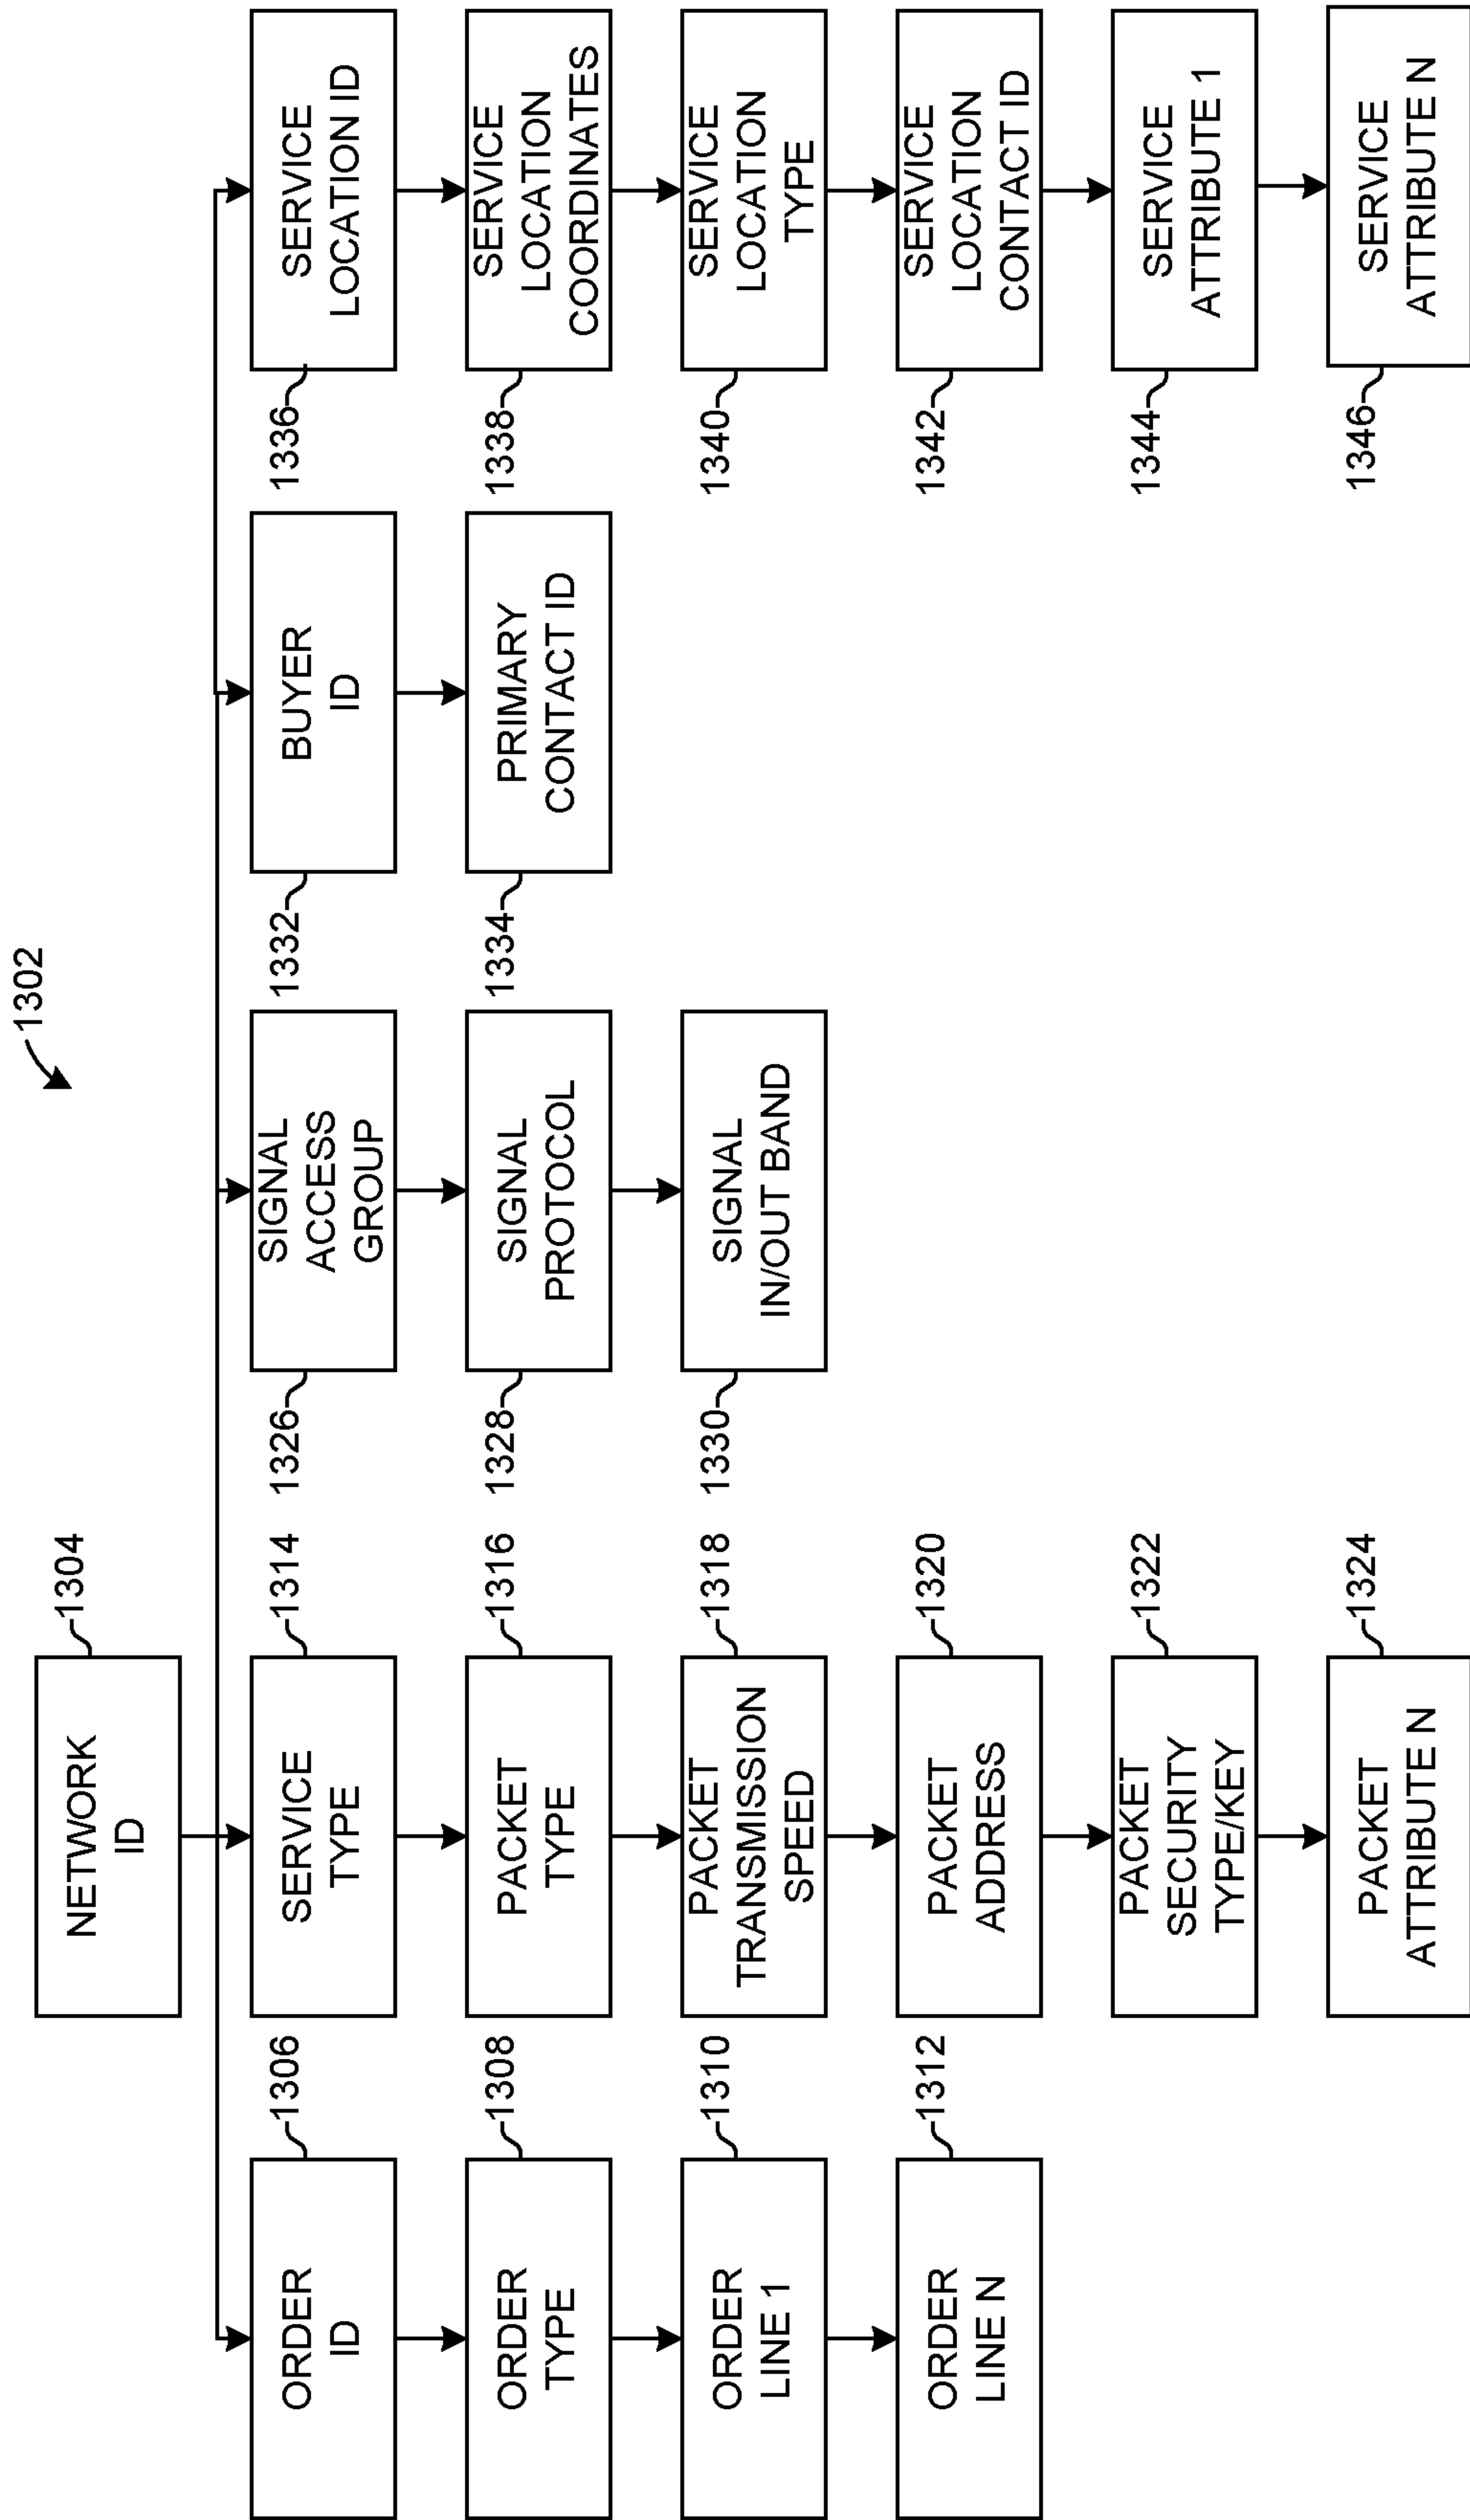 1302
NETWORK
ID
1304
ORDER
ID
1306
ORDER
TYPE
1308
ORDER
LINE 1
1310
ORDER
LINE N
1312
SERVICE
TYPE
1314
PACKET
TYPE
1316
PACKET
TRANSMISSION
SPEED
1318
PACKET
ADDRESS
1320
PACKET
SECURITY
TYPE/KEY
1322
PACKET
ATTRIBUTE N
1324
1326
SIGNAL
ACCESS
GROUP
1328
SIGNAL
PROTOCOL
1330
SIGNAL
IN/OUT BAND
1332
BUYER
ID
1334
PRIMARY
CONTACT ID
1336
SERVICE
LOCATION ID
1338
SERVICE
LOCATION
COORDINATES
1340
SERVICE
LOCATION
TYPE
1342
SERVICE
LOCATION
CONTACT ID
1344
SERVICE
ATTRIBUTE 1
1346
SERVICE
ATTRIBUTE N